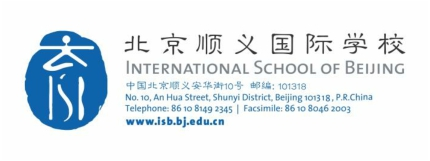 ISB
北京顺义国际学校
INTERNATIONAL SCHOOL OF BEIJING
中国北京顺义安华街10号 邮编: 101318
No. 10, An Hua Street, Shunyi District, Beijing 101318, P.R.China
Telephone: 86 10 8149 2345 | Facsimile: 86 10 8046 2003
www.isb.bj.edu.cn